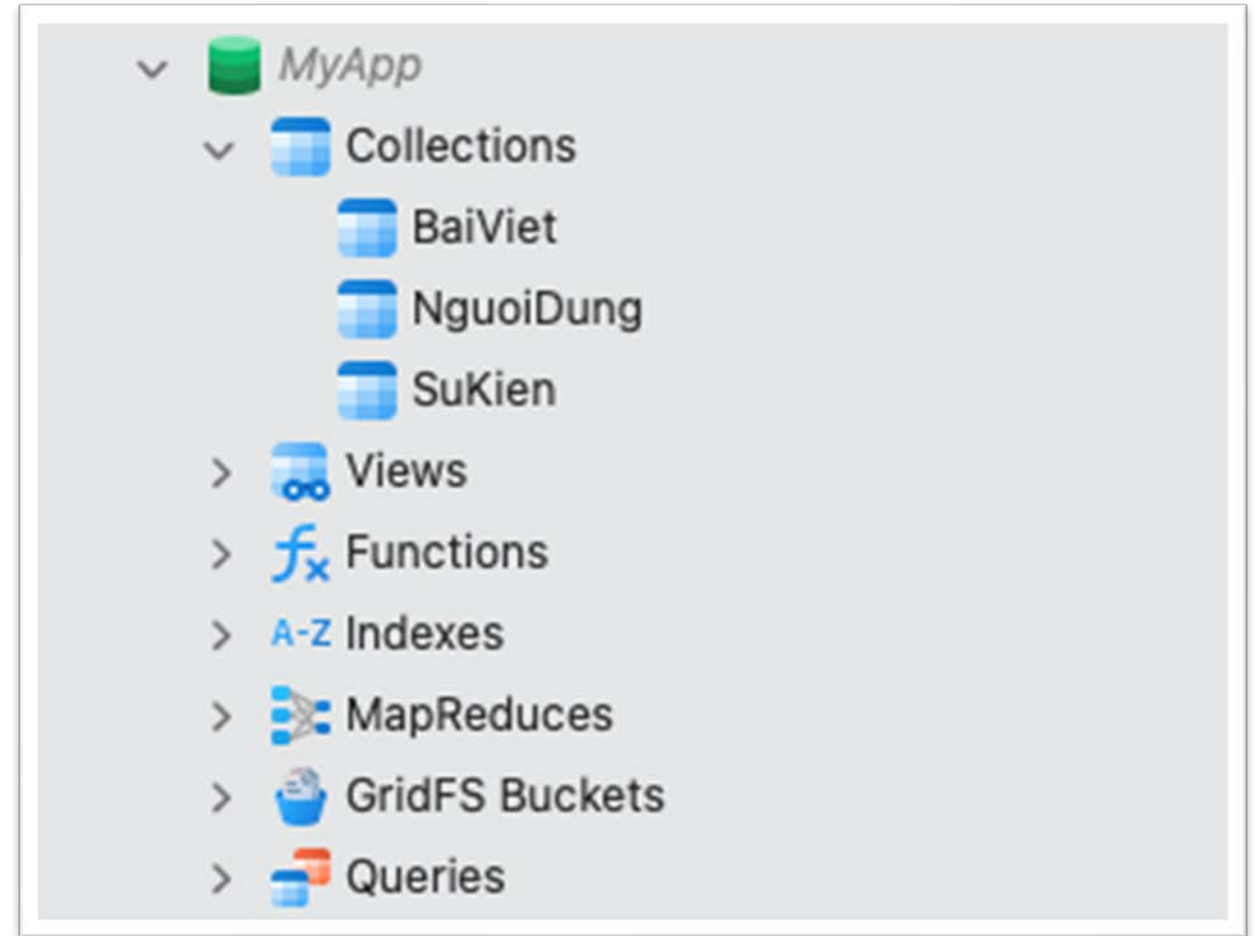 MyApp
Collections
BaiViet
NguoiDung
SuKien
Views
Functions
A-Z Indexes
MapReduces
GridFS Buckets
Queries